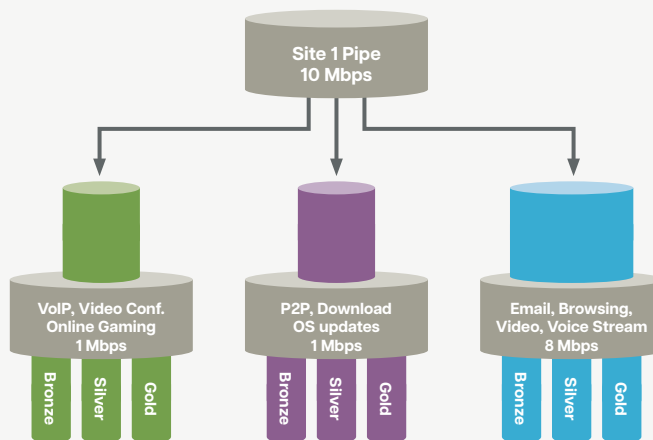 Site 1 Pipe
10 Mbps
VoIP, Video Conf.
Online Gaming
1 Mbps
P2P, Download
OS updates
1 Mbps
Email, Browsing,
Video, Voice Stream
8 Mbps
Bronze
Silver
Gold
Bronze
Silver
Gold
Bronze
Silver
Gold